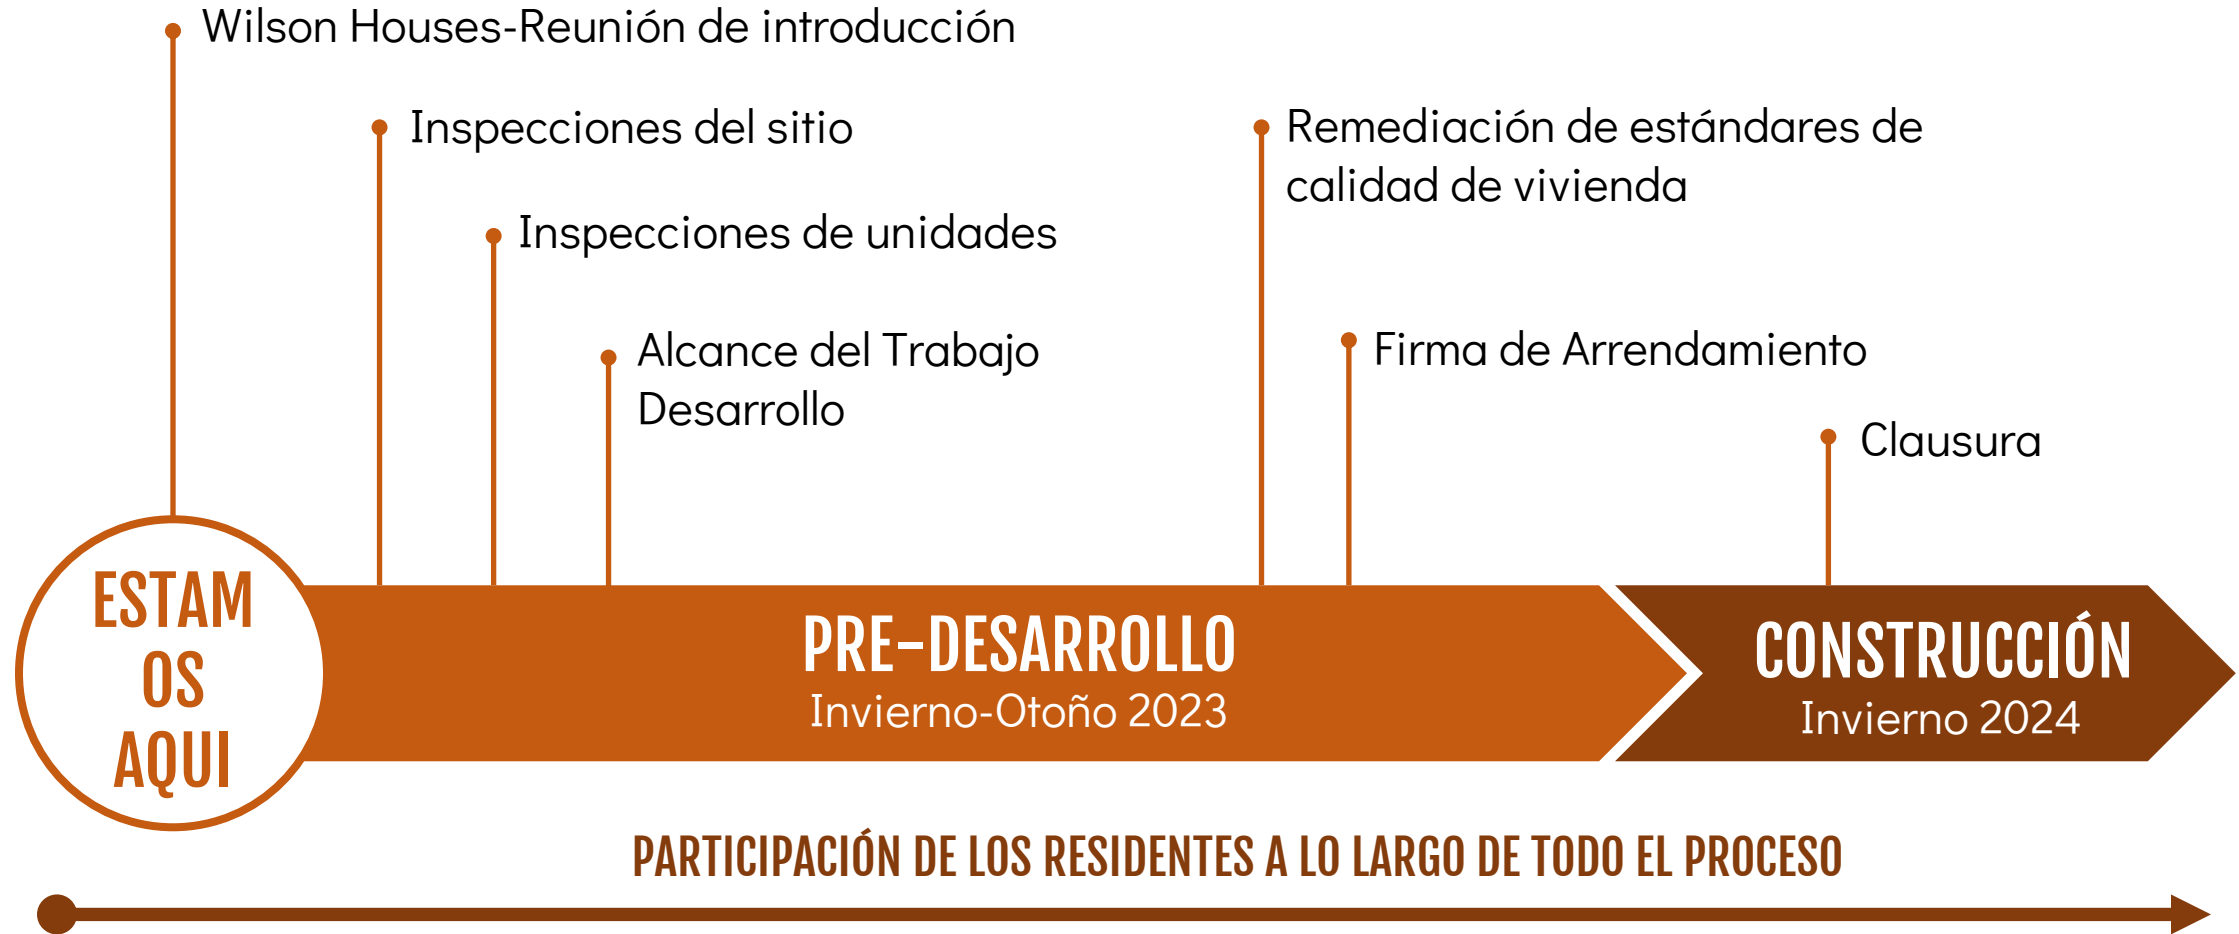 Wilson Houses-Reunión de introducción
Inspecciones del sitio
Inspecciones de unidades
Alcance del Trabajo
Desarrollo
Remediación de estándares de
calidad de vivienda
Firma de Arrendamiento
Clausura
ESTAM
OS
AQUI
PRE-DESARROLLO
Invierno-Otoño 2023
CONSTRUCCIÓN
Invierno 2024
PARTICIPACIÓN DE LOS RESIDENTES A LO LARGO DE TODO EL PROCESO